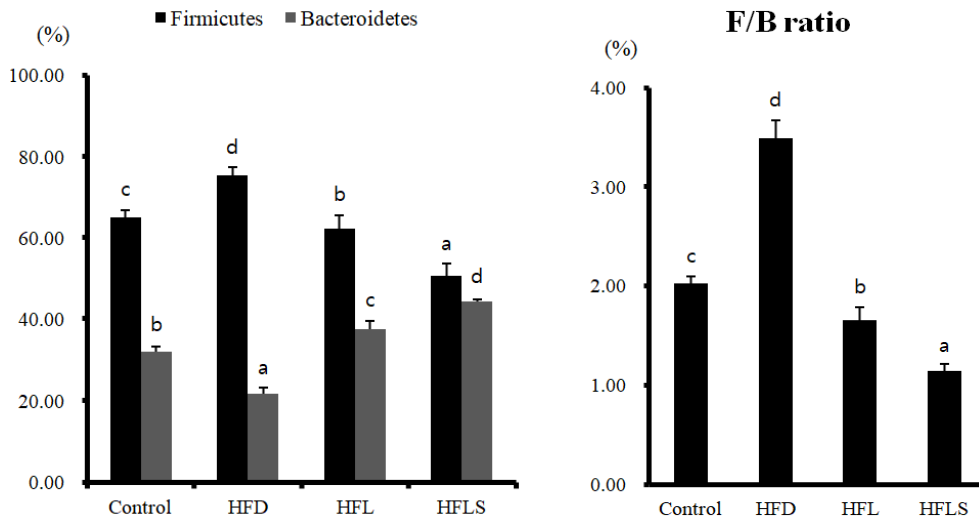 ■ Firmicutes ■ Bacteroidetes
(%)
100.00
80.00
60.00
40.00
20.00
0.00
c
b
d
a
b
c
a
d
Control HFD HFL HFLS
F/B ratio
(%)
4.00
3.00
2.00
1.00
0.00
c
d
b
a
Control HFD HFL HFLS